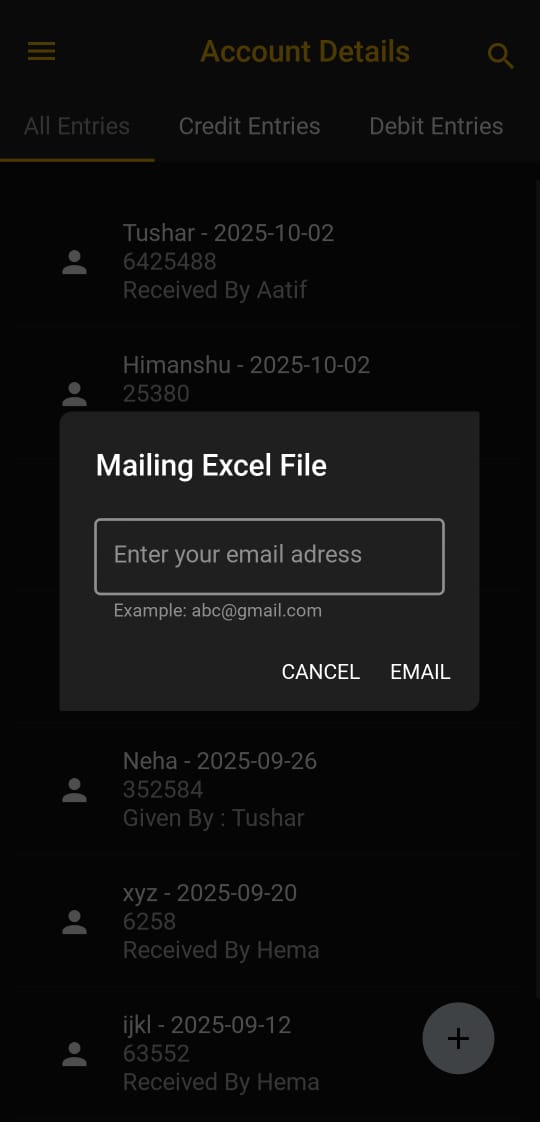 Account Details
All Entries
Credit Entries
Debit Entries
Tushar - 2025-10-02
6425488
Received By Aatif
Himanshu - 2025-10-02
25380
Mailing Excel File
Enter your email adress
Example: abc@gmail.com
CANCEL
EMAIL
Neha - 2025-09-26
352584
Given By : Tushar
xyz - 2025-09-20
6258
Received By Hema
ijkl - 2025-09-12
63552
Received By Hema